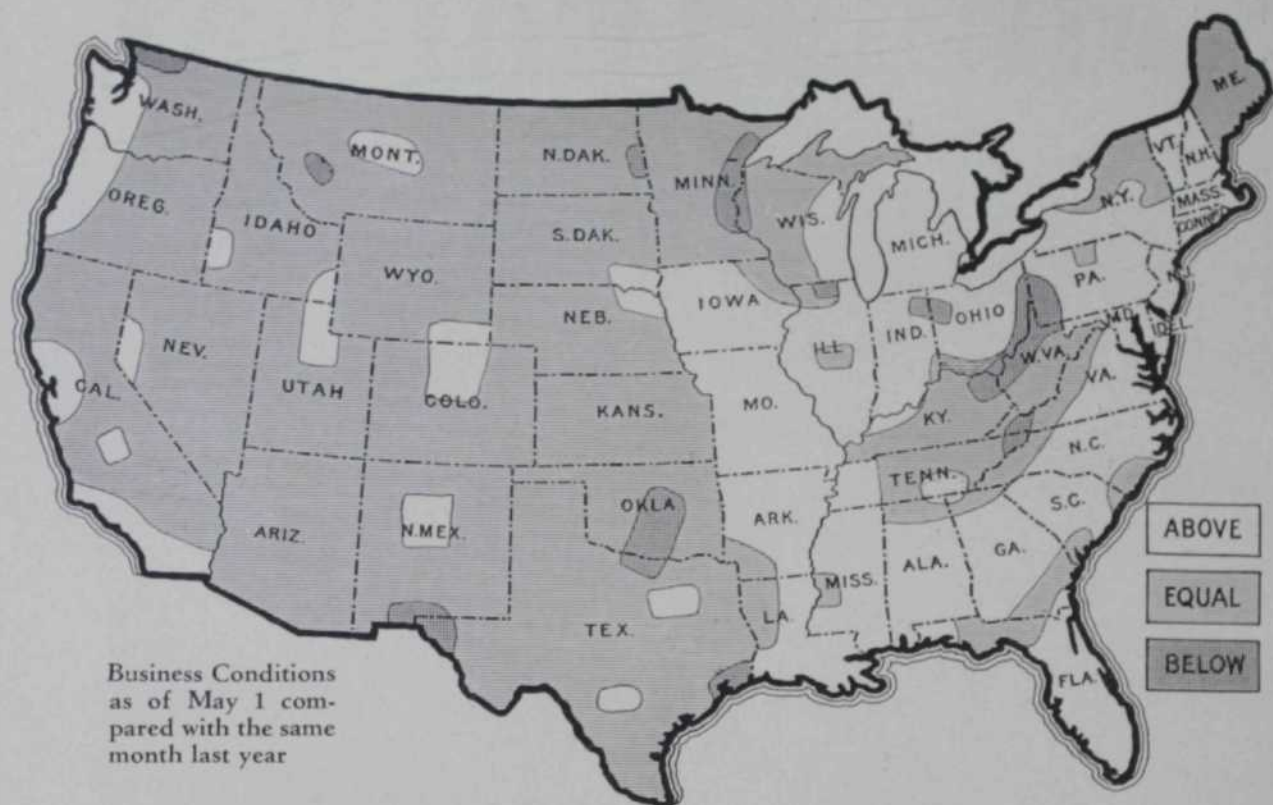 ME.
WASH.
MONT.
N.DAK.
MINN.
VT.
N.H.
OREG.
IDAHO
S.DAK.
WIS.
MICH.
N.Y.
MASS.
CONN.
WYO.
IOWA
PA.
N.J.
NEV.
NEB.
ILL.
IND.
OHIO
MD.
DEL.
CAL.
UTAH
COLO.
KANS.
MO.
W.VA.
VA.
KY.
N.C.
TENN.
ARIZ.
N.MEX.
OKLA
ARK.
S.C.
MISS.
ALA.
GA.
TEX.
LA.
FLA.
ABOVE
EQUAL
BELOW
Business Conditions
as of May 1 com-
pared with the same
month last year